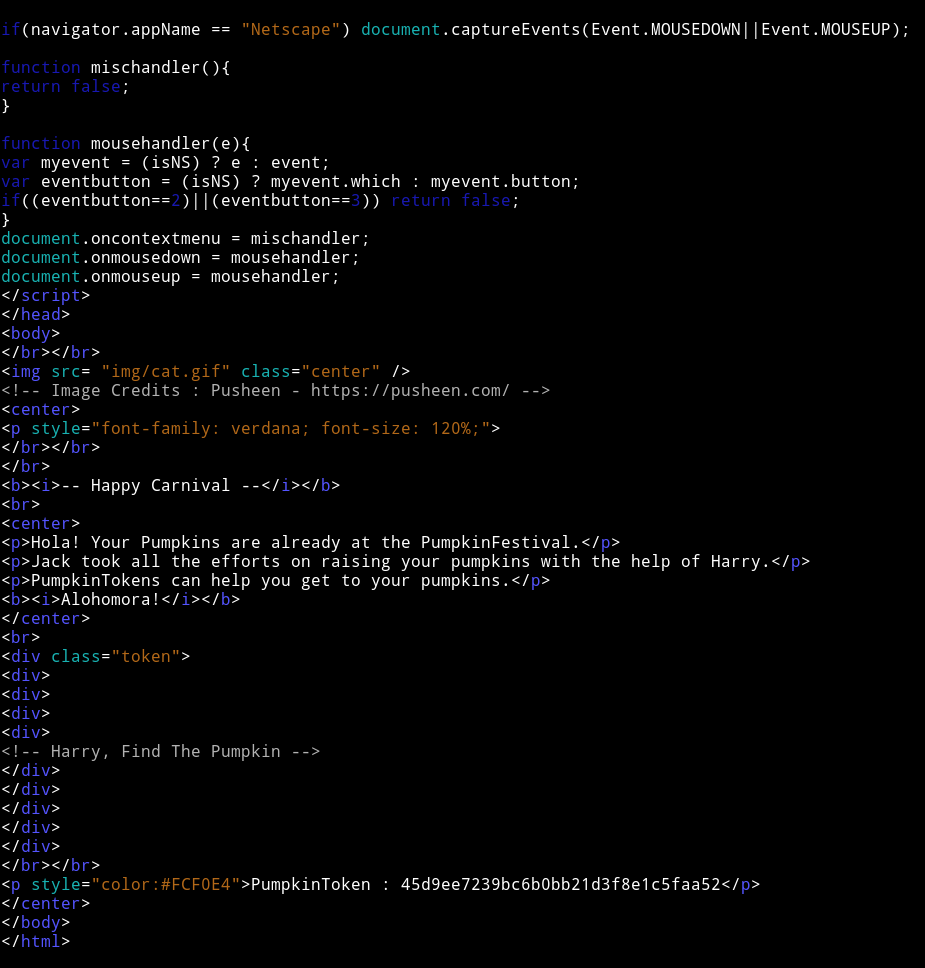 if(navigator.appName == "Netscape") document.captureEvents(Event.MOUSEDOWN||Event.MOUSEUP);
function mischandler(){
return false;
}
function mousehandler(e){
var myevent = (isNS) ? e : event;
var eventbutton = (isNS) ? myevent.which : myevent.button;
if((eventbutton==2)||(eventbutton==3)) return false;
}
document.oncontextmenu = mischandler;
document.onmousedown = mousehandler;
document.onmouseup = mousehandler;
</script>
</head>
<body>
</br></br>
<img src= "img/cat.gif" class="center" />
<!-- Image Credits : Pusheen - https://pusheen.com/ -->
<center>
<p style="font-family: verdana; font-size: 120%;">
</br></br>
</br>
<b><i>-- Happy Carnival --</i></b>
<br>
<center>
<p>Hola! Your Pumpkins are already at the PumpkinFestival.</p>
<p>Jack took all the efforts on raising your pumpkins with the help of Harry.</p>
<p>PumpkinTokens can help you get to your pumpkins.</p>
<b><i>Alohomora!</i></b>
</center>
<br>
<div class="token">
<div>
<div>
<div>
<div>
<!-- Harry, Find The Pumpkin -->
</div>
</div>
</div>
</div>
</div>
</br></br>
<p style="color:#FCF0E4">PumpkinToken : 45d9ee7239bc6b0bb21d3f8e1c5faa52</p>
</center>
</body>
</html>